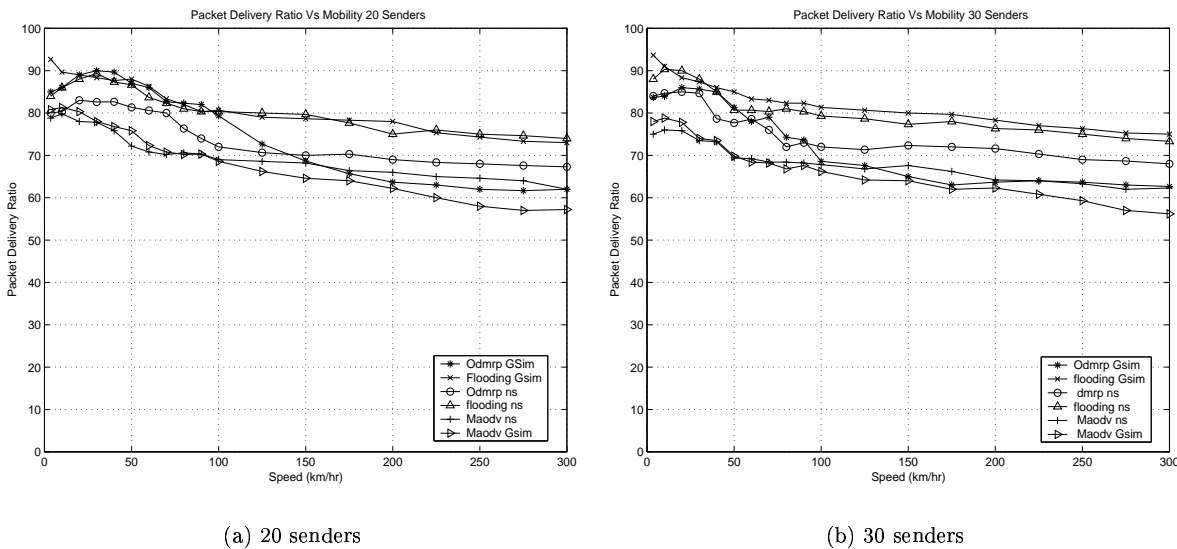 Packet Delivery Ratio Vs Mobility 20 Senders
100
90
80
70
60
50
40
30
20
10
0
Packet Delivery Ratio
0 50 100 150 200 250 300
Speed (km/hr)
Odmrp GSim
Flooding Gsim
Odmrp ns
flooding ns
Maodv ns
Maodv Gsim
(a) 20 senders
Packet Delivery Ratio Vs Mobility 30 Senders
100
90
80
70
60
50
40
30
20
10
0
Packet Delivery Ratio
0 50 100 150 200 250 300
Speed (km/hr)
Odmrp Gsim
flooding Gsim
dmrp ns
flooding ns
Maodv ns
Maodv Gsim
(b) 30 senders